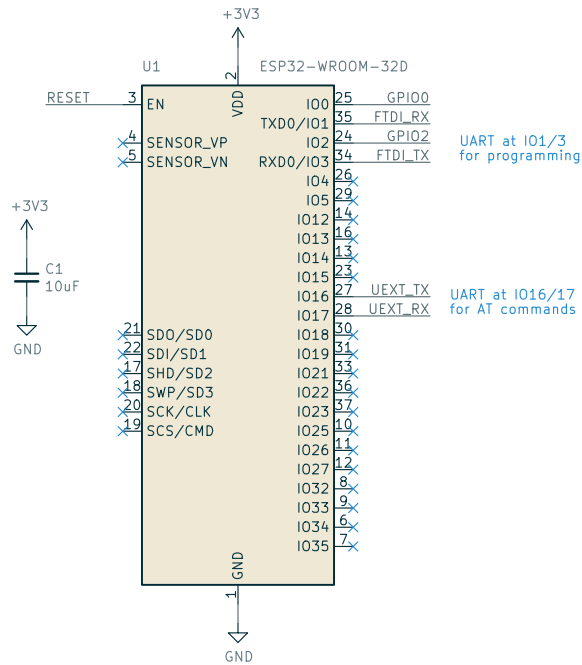 +3V3
U1
ESP32-WROOM-32D
2
VDD
RESET
3
EN
IO0
25
GPIO0
TXD0/IO1
35
FTDI_RX
4
SENSOR_VP
IO2
24
GPIO2
UART at IO1/3
5
SENSOR_VN
RXD0/IO3
34
FTDI_TX
for programming
IO4
26
IO5
29
+3V3
IO12
14
IO13
16
IO14
13
C1
IO15
23
10uF
IO16
27
UEXT_TX
UART at IO16/17
IO17
28
UEXT_RX
for AT commands
GND
21
SDO/SD0
IO18
30
22
SDI/SD1
IO19
31
17
SHD/SD2
IO21
33
18
SWP/SD3
IO22
36
20
SCK/CLK
IO23
37
19
SCS/CMD
IO25
10
IO26
11
IO27
12
IO32
8
IO33
9
IO34
6
IO35
7
GND
1
GND